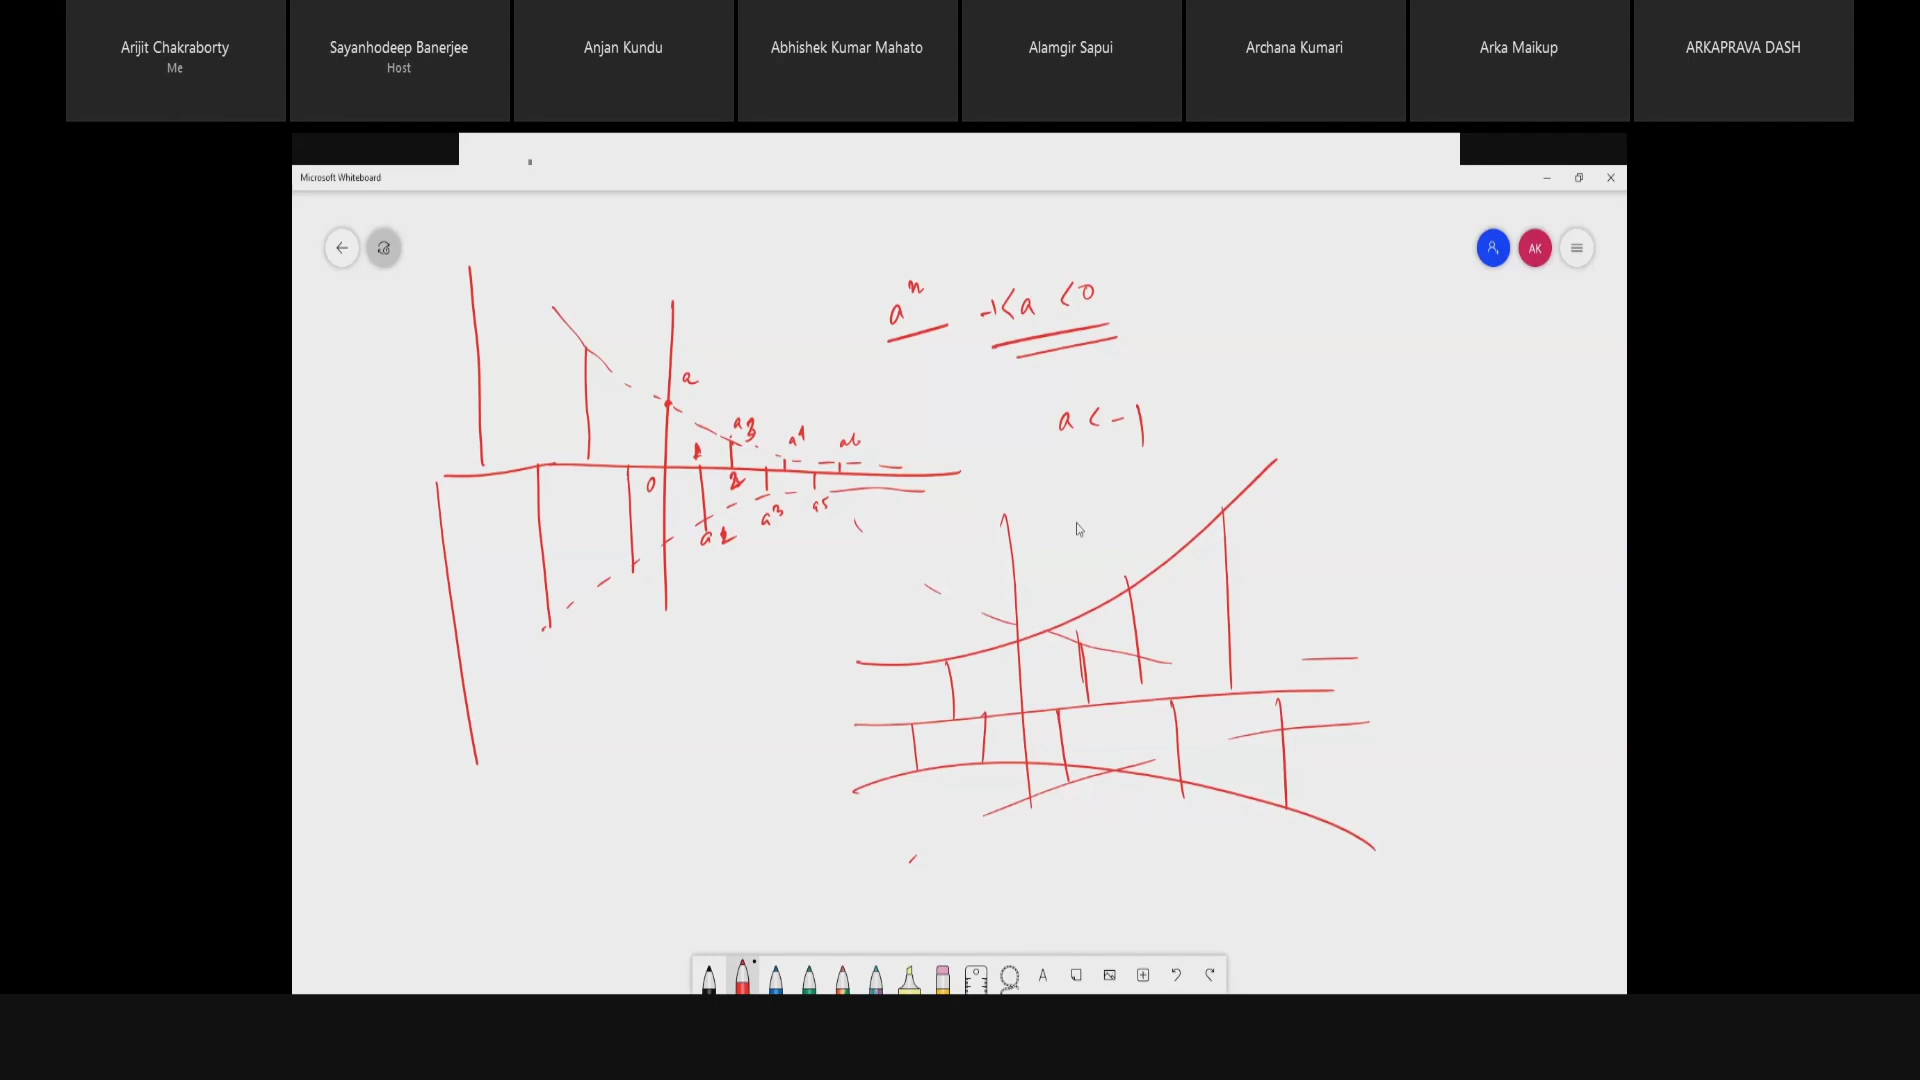 Arijit Chakraborty
Me
Sayanhodeep Banerjee
Host
Anjan Kundu
Abhishek Kumar Mahato
Alamgir Sapui
Archana Kumari
Arka Maikup
ARKAPRAVA DASH
Microsoft Whiteboard
AK
aⁿ -1<a <0
a
a3 a4 a6
1
0 2
a2 a3 a5
a < -1
A